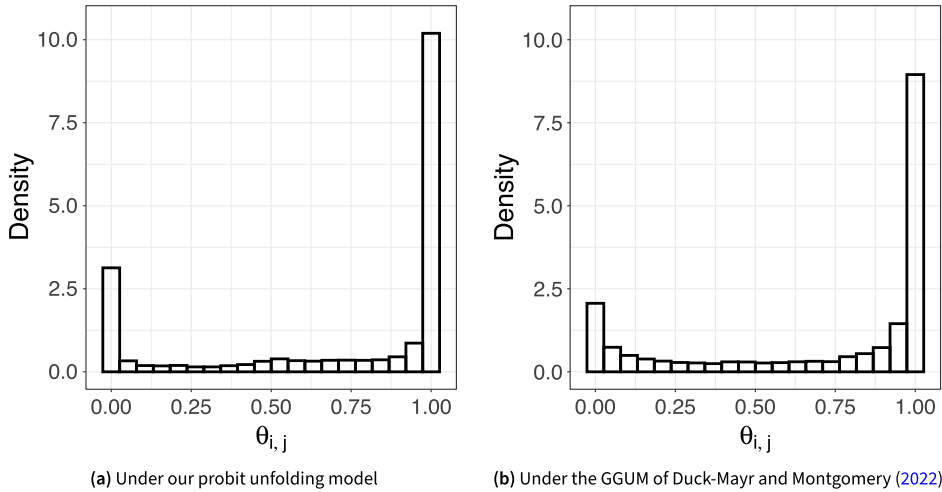 10.0
7.5
5.0
2.5
0.0
Density
0.00 0.25 0.50 0.75 1.00
θi, j
(a) Under our probit unfolding model
10.0
7.5
5.0
2.5
0.0
Density
0.00 0.25 0.50 0.75 1.00
θi, j
(b) Under the GGUM of Duck-Mayr and Montgomery (2022)